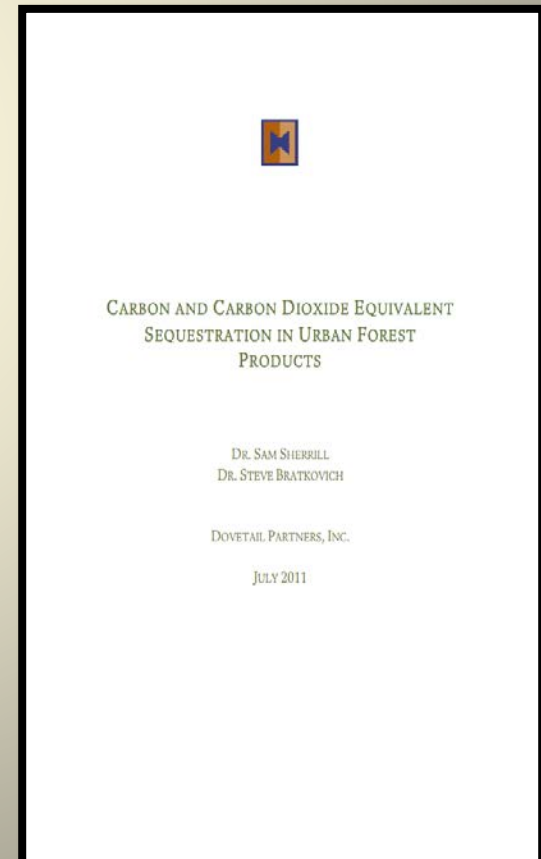 CARBON AND CARBON DIOXIDE EQUIVALENT
SEQUESTRATION IN URBAN FOREST
PRODUCTS
DR. SAM SHERRILL
DR. STEVE BRATKOVICH
DOVETAIL PARTNERS, INC.
JULY 2011